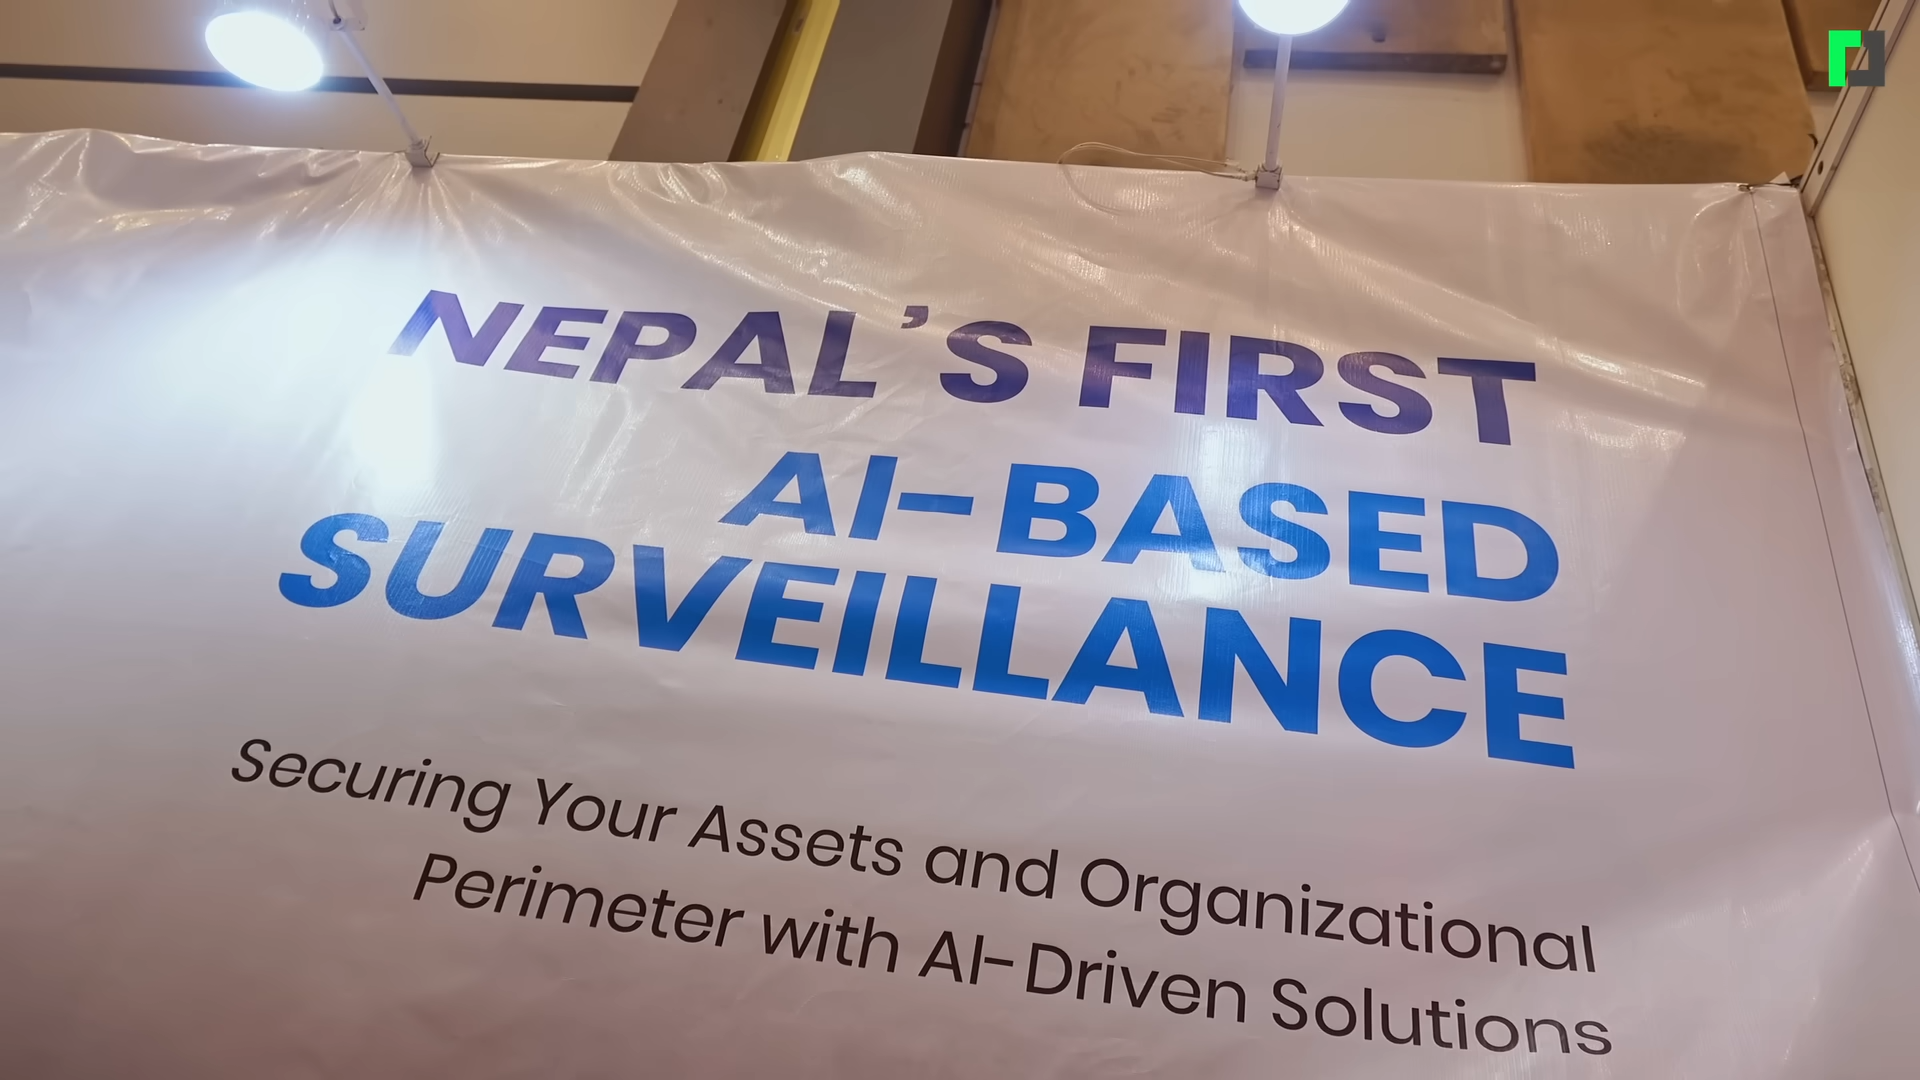 NEPAL'S FIRST
AI-BASED
SURVEILLANCE
Securing Your Assets and Organizational
Perimeter with AI-Driven Solutions